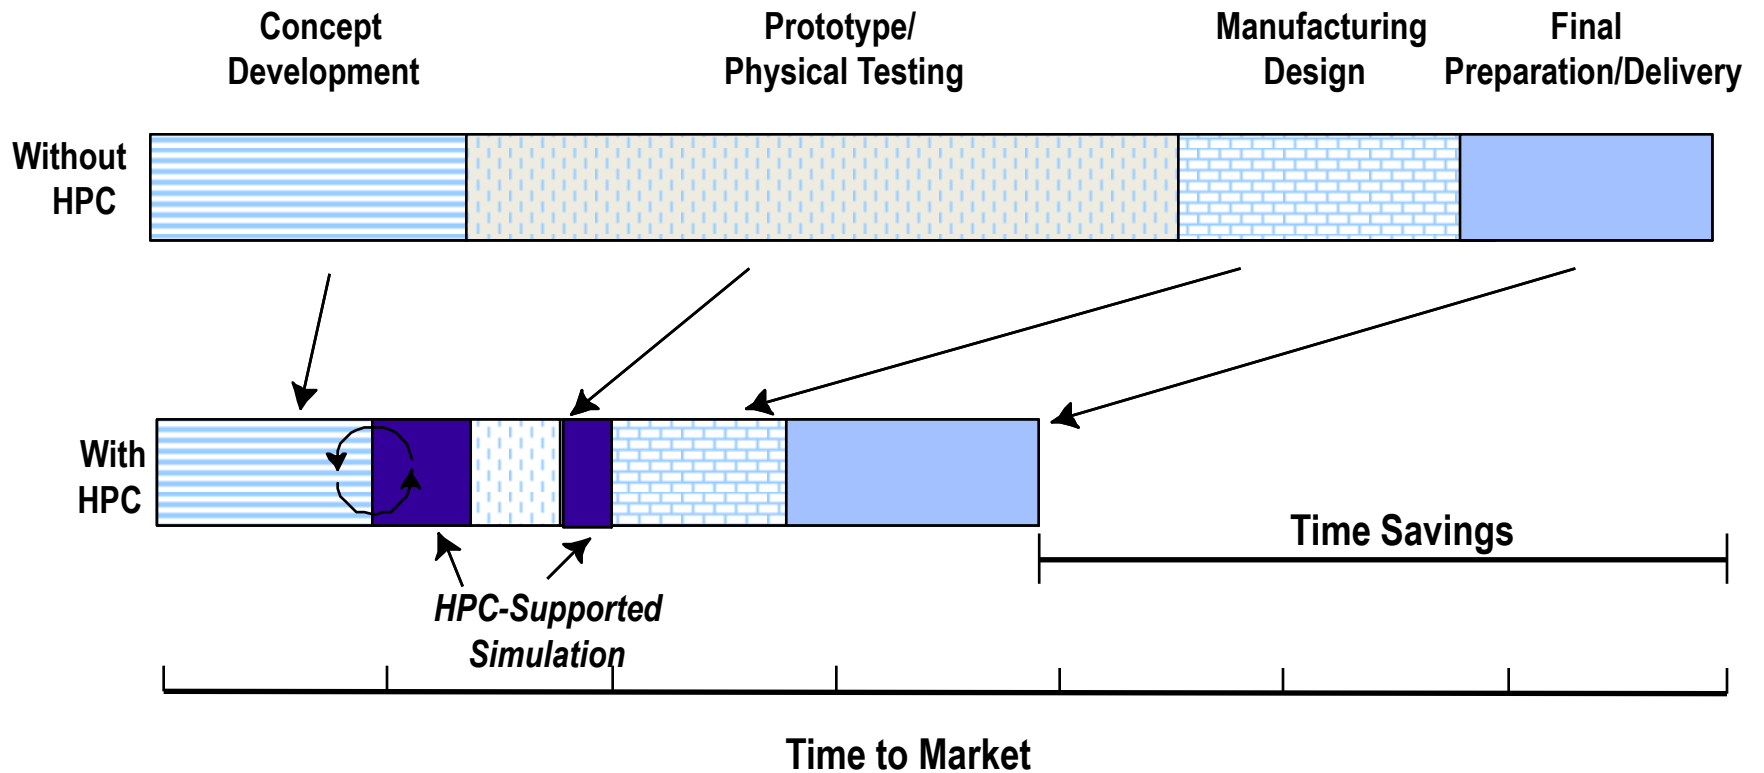 Concept
Development
Prototype/
Physical Testing
Manufacturing
Design
Final
Preparation/Delivery
Without
HPC
With
HPC
Time Savings
HPC-Supported
Simulation
Time to Market